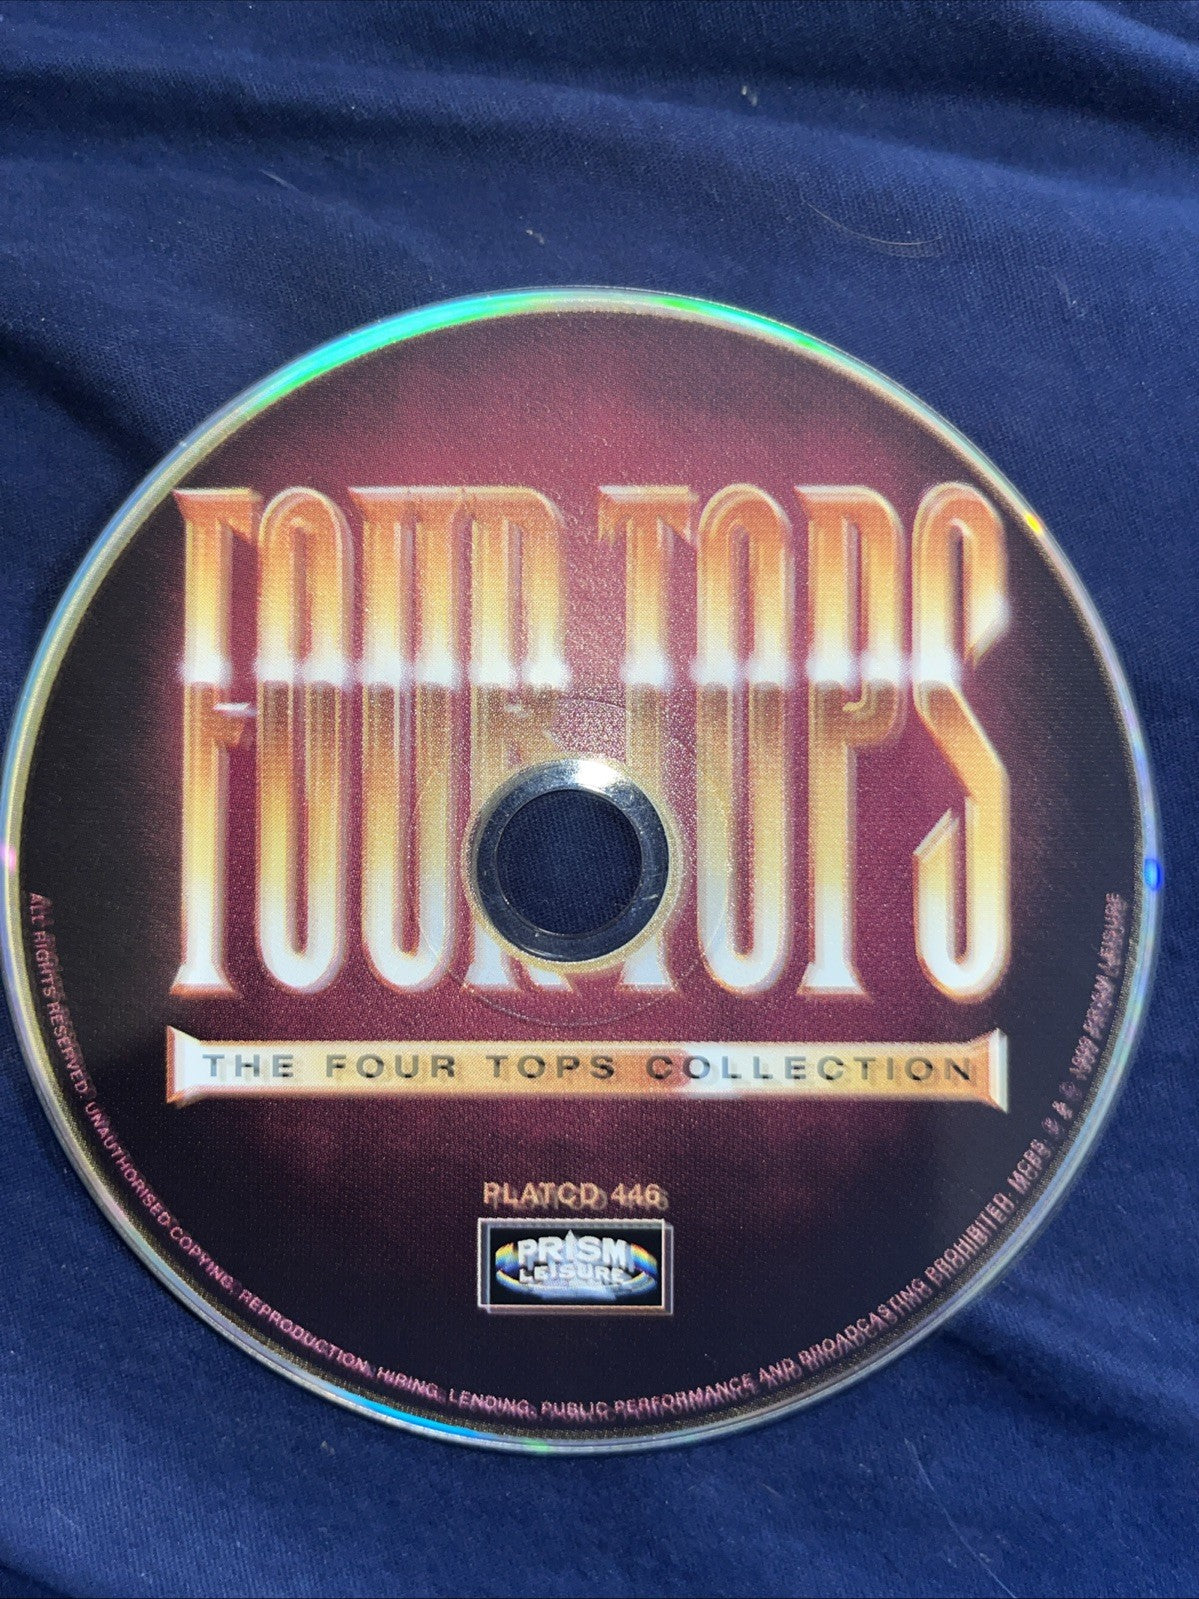 FOUR TOPS
THE FOUR TOPS COLLECTION
PLATCD 446
PRISM
LEISURE
ALL RIGHTS RESERVED. UNAUTHORISED COPYING, REPRODUCTION, HIRING, LENDING, PUBLIC PERFORMANCE AND BROADCASTING PROHIBITED. MCPS. ℗ & © 1999 PRISM LEISURE